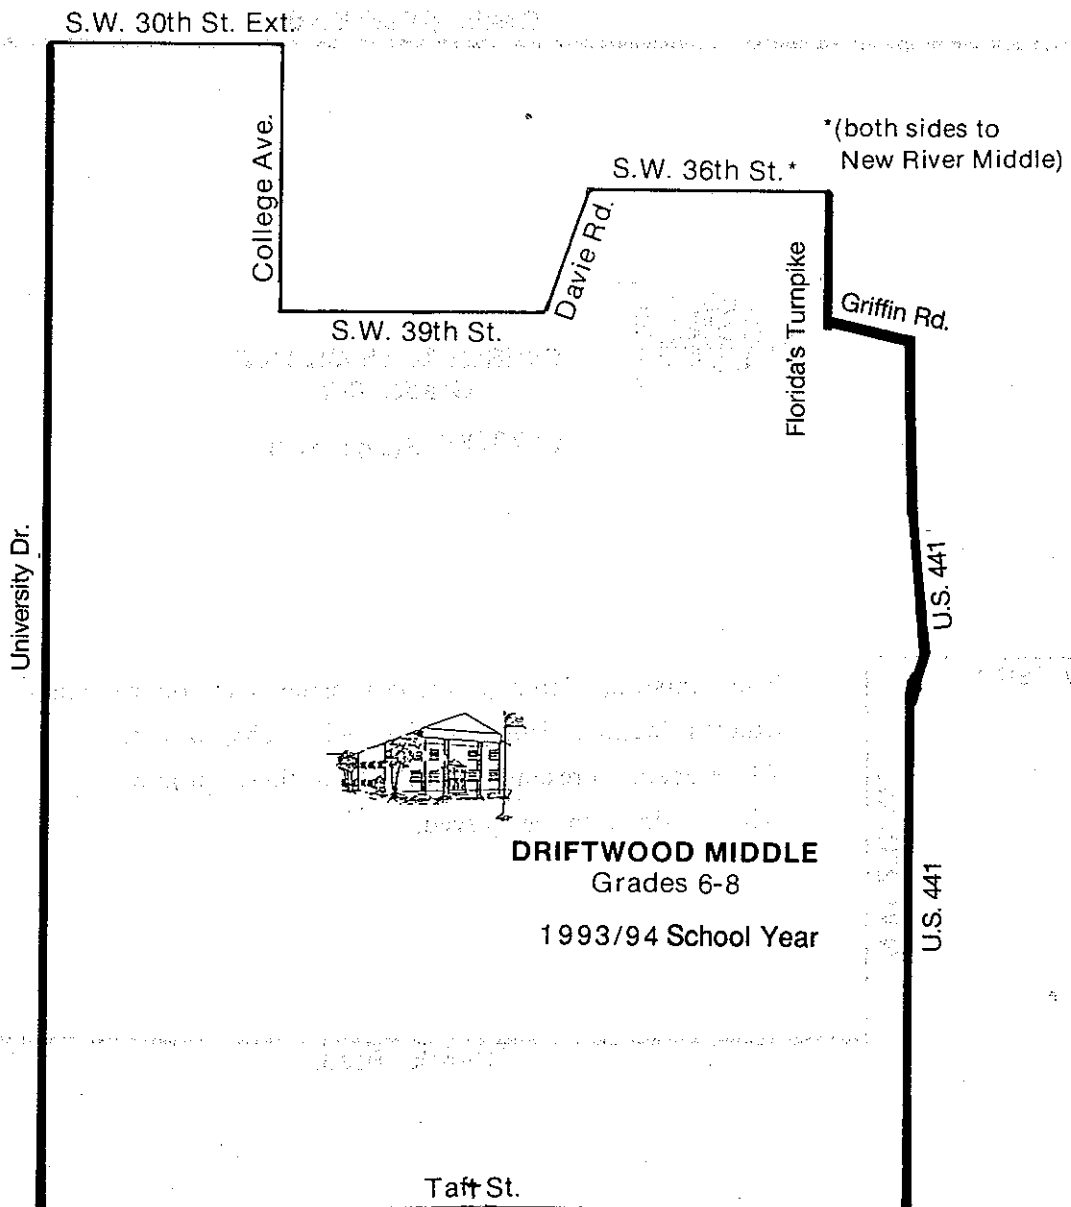 S.W. 30th St. Ext.
College Ave.
*(both sides to
New River Middle)
S.W. 36th St.*
Davie Rd.
Florida's Turnpike
Griffin Rd.
S.W. 39th St.
University Dr.
U.S. 441
DRIFTWOOD MIDDLE
Grades 6-8
1993/94 School Year
U.S. 441
Taft St.